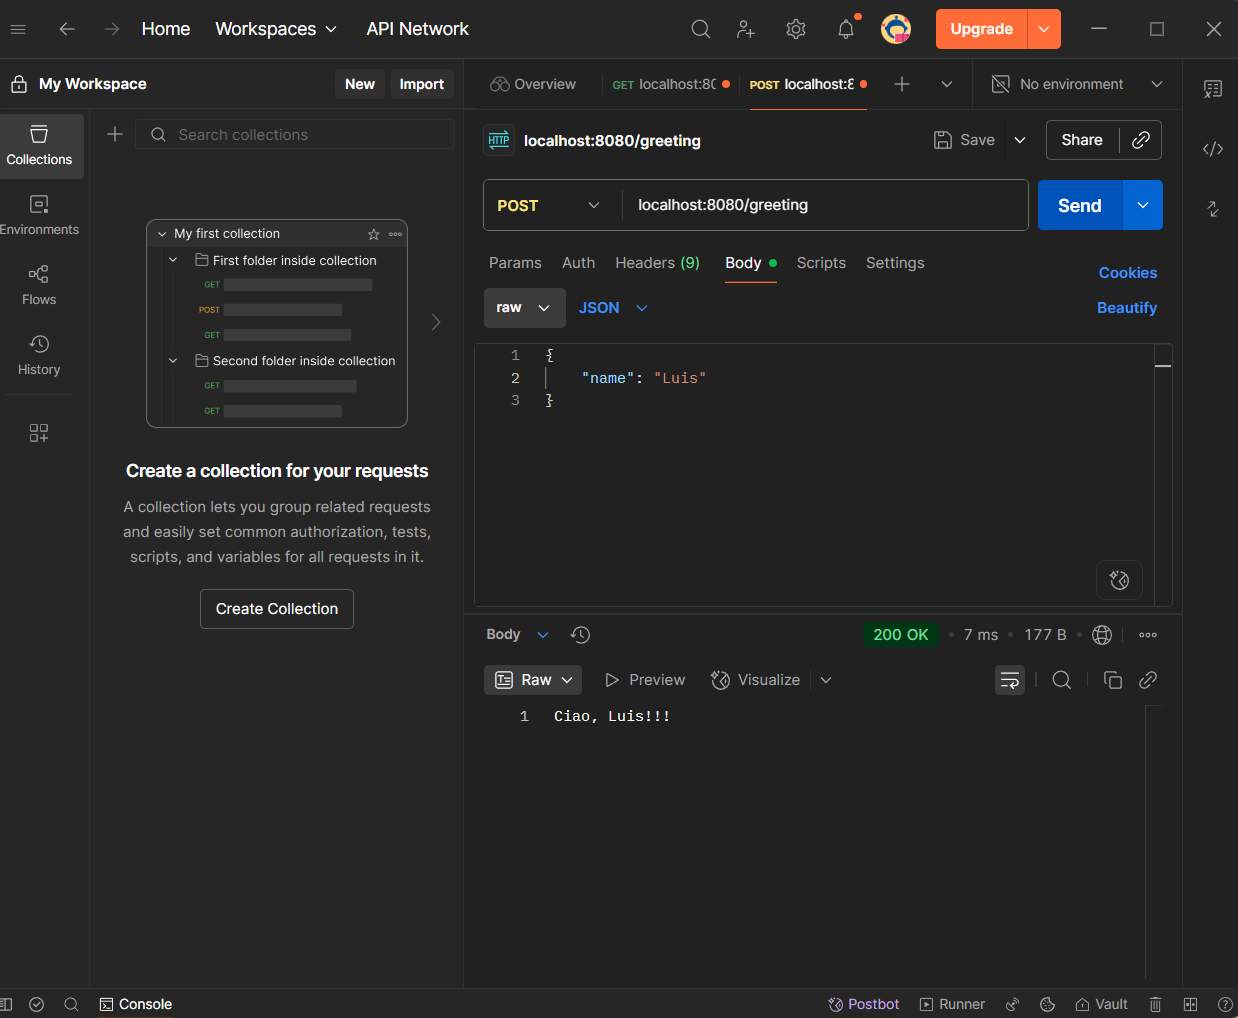 Home Workspaces API Network Upgrade
My Workspace New Import
Overview GET localhost:80 POST localhost:8 No environment
Collections
Search collections
HTTP localhost:8080/greeting Save Share
Environments
POST localhost:8080/greeting Send
My first collection
First folder inside collection
GET
POST
GET
Second folder inside collection
GET
GET
Params Auth Headers (9) Body Scripts Settings Cookies
Flows
raw JSON Beautify
History
1 {
2 "name": "Luis"
3 }
Create a collection for your requests
A collection lets you group related requests
and easily set common authorization, tests,
scripts, and variables for all requests in it.
Create Collection
Body 200 OK 7 ms 177 B
Raw Preview Visualize
1 Ciao, Luis!!!
Console Postbot Runner Vault